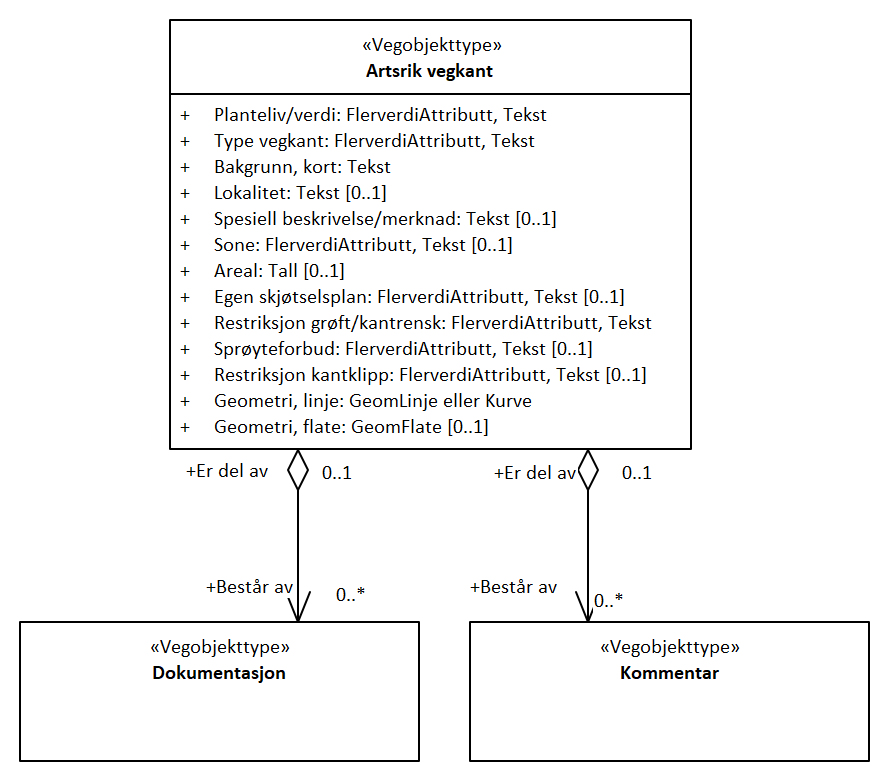 «Vegobjekttype»
Artsrik vegkant
+ Planteliv/verdi: FlerverdiAttributt, Tekst
+ Type vegkant: FlerverdiAttributt, Tekst
+ Bakgrunn, kort: Tekst
+ Lokalitet: Tekst [0..1]
+ Spesiell beskrivelse/merknad: Tekst [0..1]
+ Sone: FlerverdiAttributt, Tekst [0..1]
+ Areal: Tall [0..1]
+ Egen skjøtselsplan: FlerverdiAttributt, Tekst [0..1]
+ Restriksjon grøft/kantrensk: FlerverdiAttributt, Tekst
+ Sprøyteforbud: FlerverdiAttributt, Tekst [0..1]
+ Restriksjon kantklipp: FlerverdiAttributt, Tekst [0..1]
+ Geometri, linje: GeomLinje eller Kurve
+ Geometri, flate: GeomFlate [0..1]
+Er del av 0..1 +Er del av 0..1
+Består av 0..* +Består av 0..*
«Vegobjekttype» «Vegobjekttype»
Dokumentasjon Kommentar